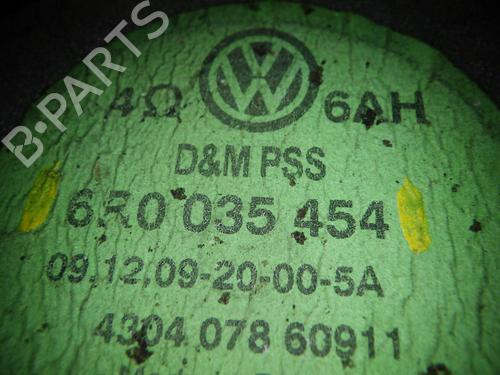 B-PARTS
4Ω 6AH
D&M PSS
6R0 035 454
09.12.09-20-00-5A
4304 078 60911